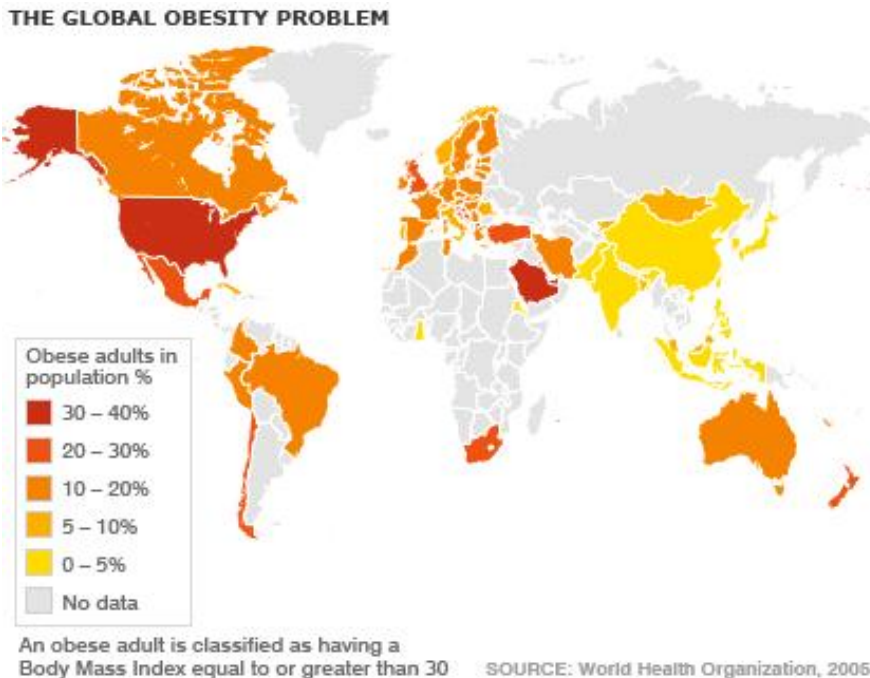 THE GLOBAL OBESITY PROBLEM
Obese adults in
population %
30 – 40%
20 – 30%
10 – 20%
5 – 10%
0 – 5%
No data
An obese adult is classified as having a
Body Mass Index equal to or greater than 30
SOURCE: World Health Organization, 2005